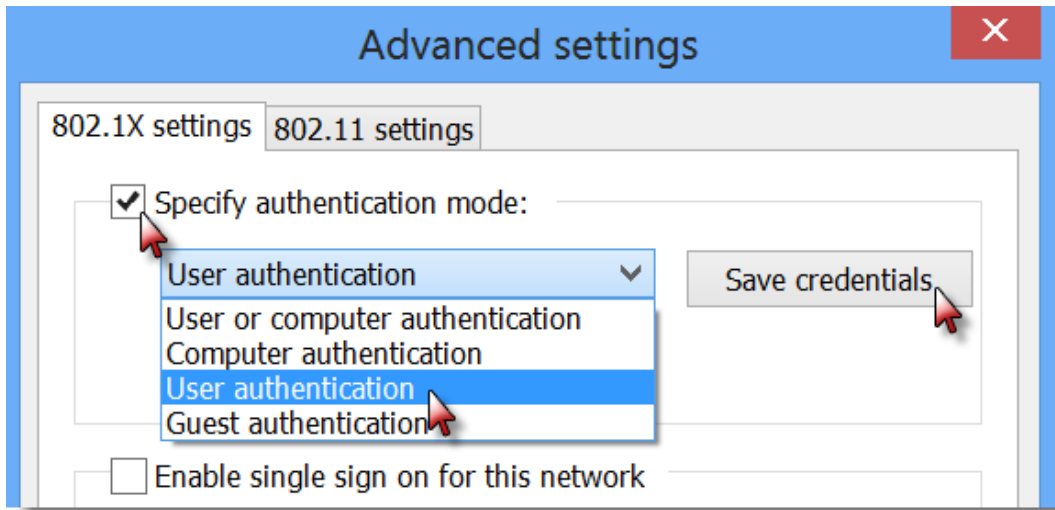 Advanced settings
802.1X settings 802.11 settings
Specify authentication mode:
User authentication Save credentials
User or computer authentication
Computer authentication
User authentication
Guest authentication
Enable single sign on for this network